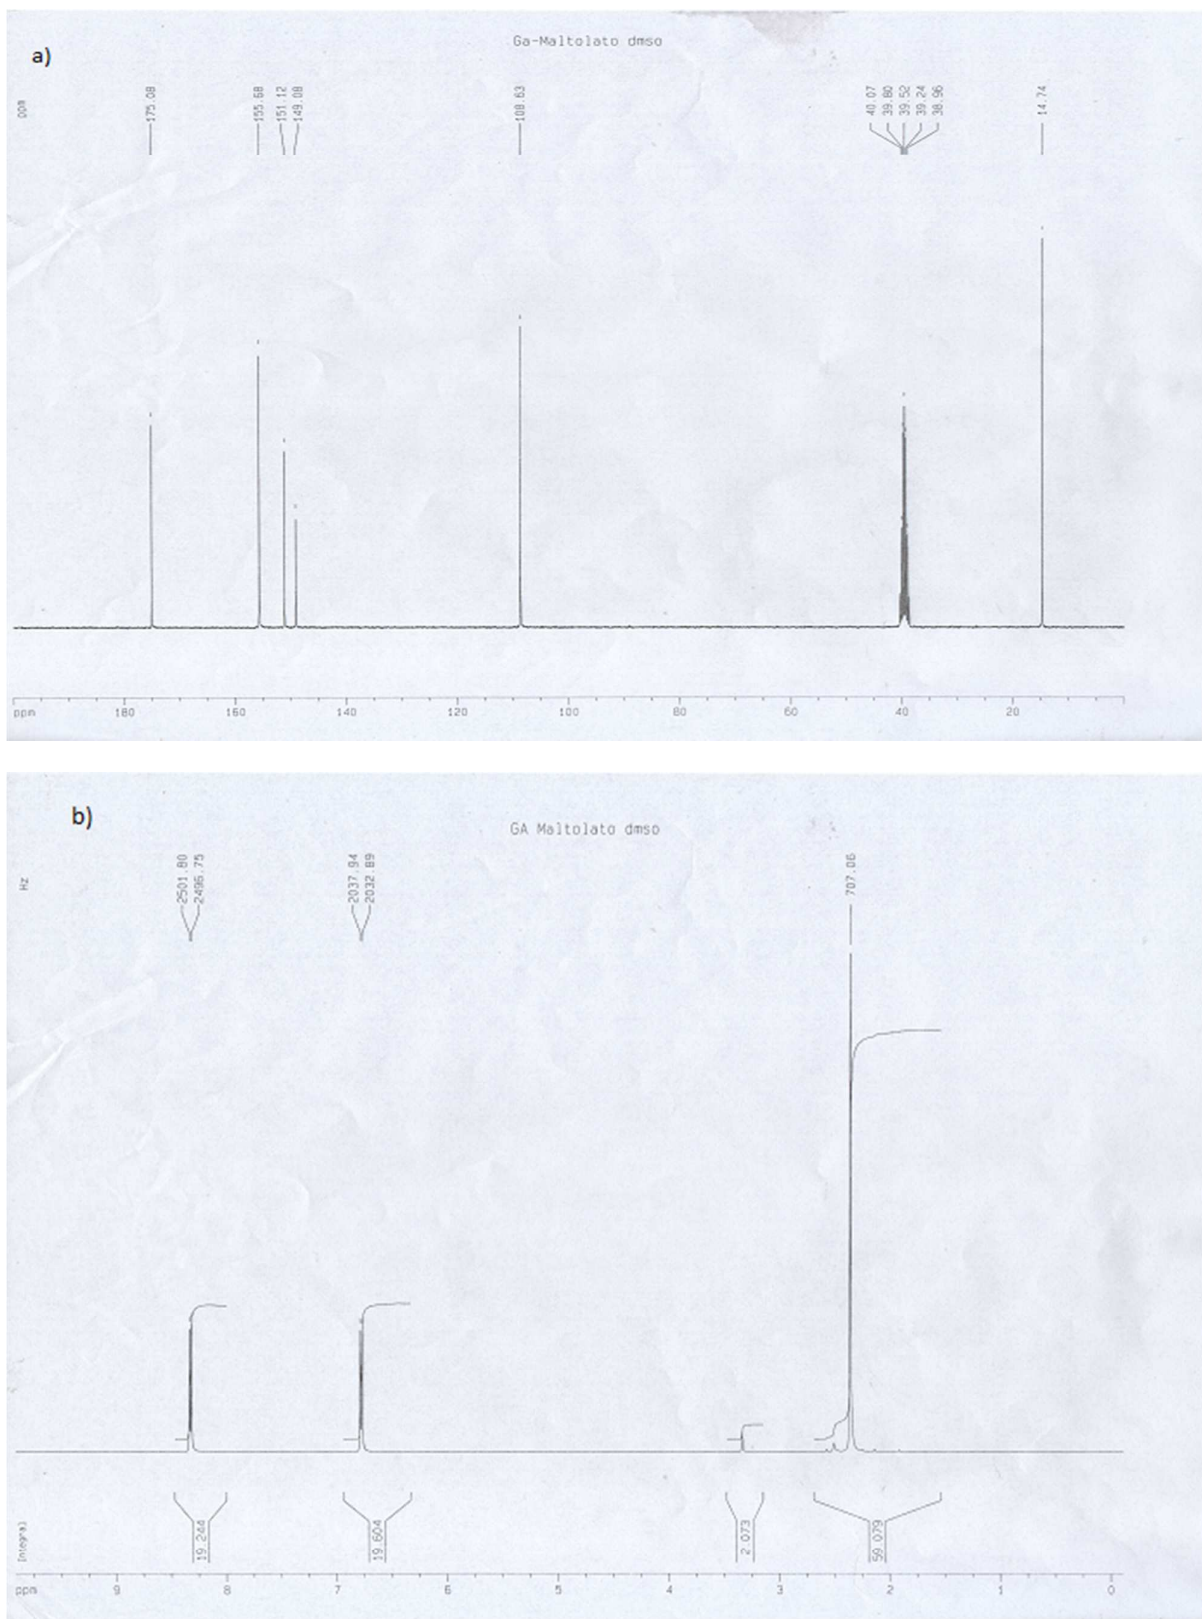 a)
Ga-Maltolato dmso
ppm
175.08
155.68
151.12
149.08
108.63
40.07
39.80
39.52
39.24
38.96
14.74
ppm 180 160 140 120 100 80 60 40 20
b)
GA Maltolato dmso
Hz
2501.80
2496.75
2037.94
2032.89
707.06
Integral
19.244
19.604
2.073
59.079
ppm 9 8 7 6 5 4 3 2 1 0